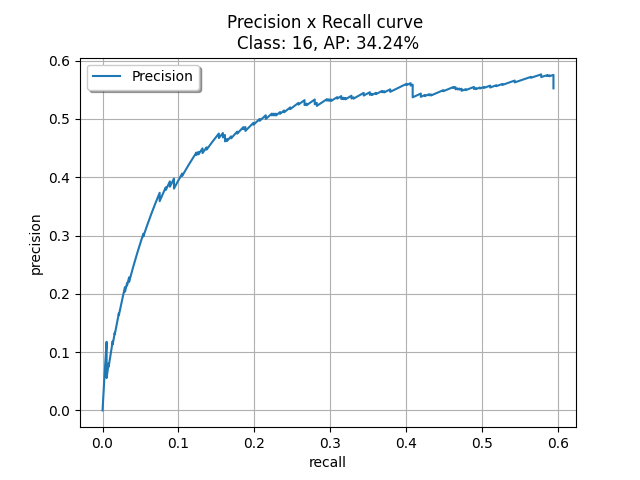 Precision x Recall curve
Class: 16, AP: 34.24%
Precision
precision
0.6
0.5
0.4
0.3
0.2
0.1
0.0
0.0 0.1 0.2 0.3 0.4 0.5 0.6
recall